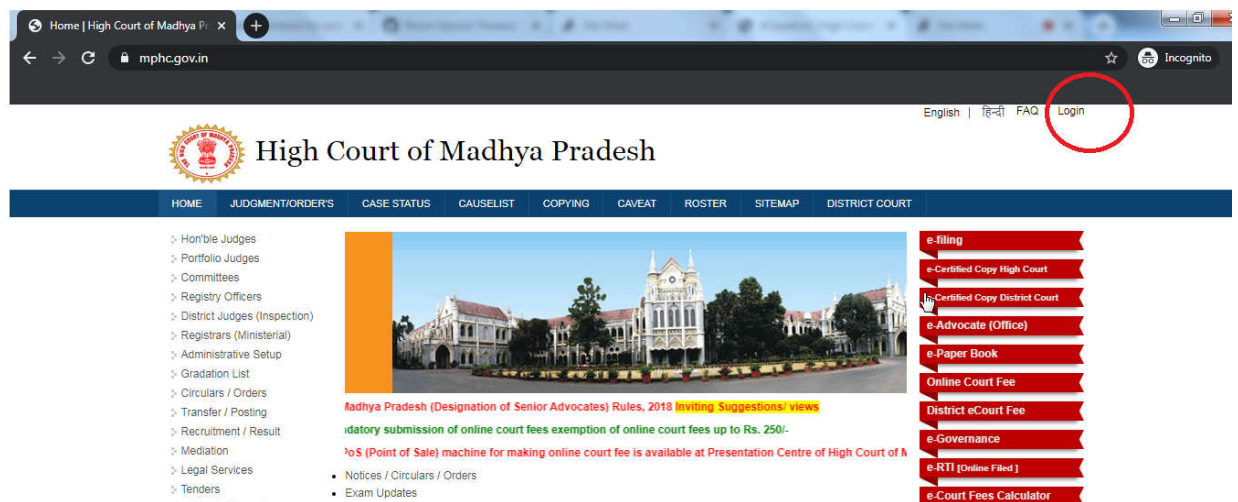 Home | High Court of Madhya Pr
mphc.gov.in
Incognito
English | हिन्दी FAQ Login
High Court of Madhya Pradesh
HOME JUDGMENT/ORDER'S CASE STATUS CAUSELIST COPYING CAVEAT ROSTER SITEMAP DISTRICT COURT
Hon'ble Judges
Portfolio Judges
Committees
Registry Officers
District Judges (Inspection)
Registrars (Ministerial)
Administrative Setup
Gradation List
Circulars / Orders
Transfer / Posting
Recruitment / Result
Mediation
Legal Services
Tenders
Madhya Pradesh (Designation of Senior Advocates) Rules, 2018 Inviting Suggestions/ views
datory submission of online court fees exemption of online court fees up to Rs. 250/-
PoS (Point of Sale) machine for making online court fee is available at Presentation Centre of High Court of M
Notices / Circulars / Orders
Exam Updates
e-filing
e-Certified Copy High Court
Certified Copy District Court
e-Advocate (Office)
e-Paper Book
Online Court Fee
District eCourt Fee
e-Governance
e-RTI [Online Filed ]
e-Court Fees Calculator